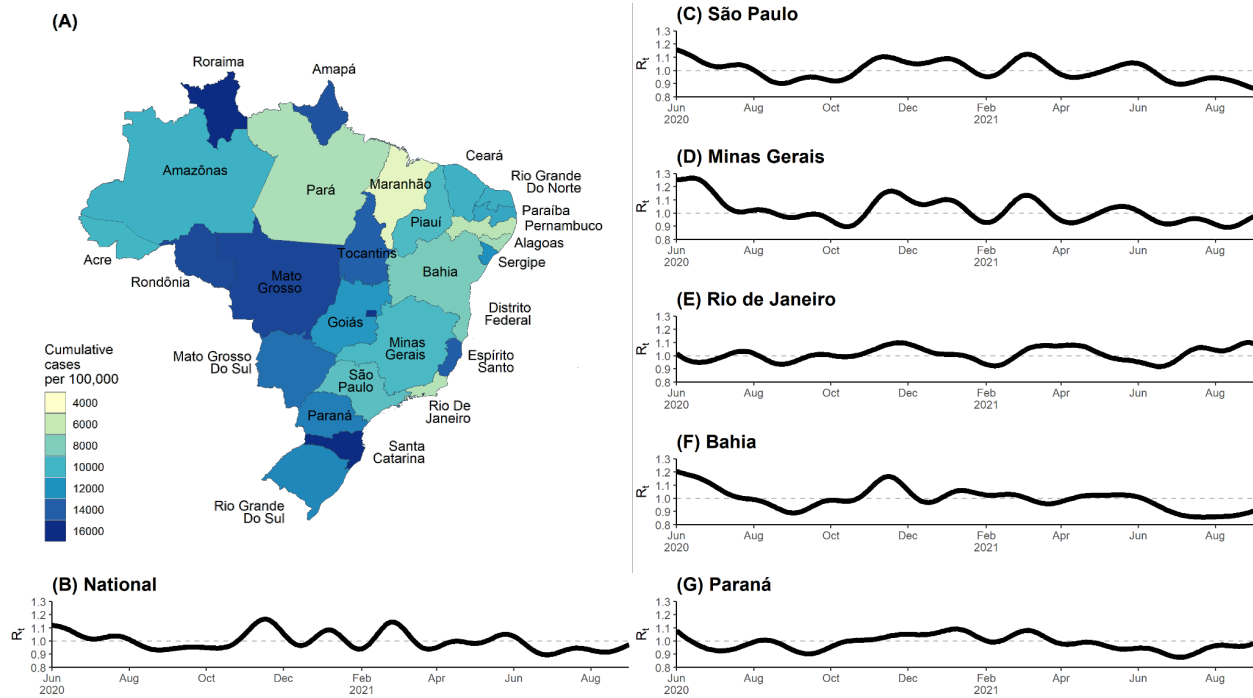 (A)
Roraima
Amapá
Amazônas
Pará
Maranhão
Ceará
Rio Grande
Do Norte
Paraíba
Piauí
Pernambuco
Alagoas
Sergipe
Acre
Rondônia
Tocantins
Mato
Grosso
Bahia
Distrito
Federal
Goiás
Minas
Gerais
Espírito
Santo
Mato Grosso
Do Sul
São
Paulo
Rio De
Janeiro
Paraná
Santa
Catarina
Rio Grande
Do Sul
Cumulative
cases
per 100,000
4000
6000
8000
10000
12000
14000
16000
(B) National
Rt
1.3
1.2
1.1
1.0
0.9
0.8
Jun Aug Oct Dec Feb Apr Jun Aug
2020 2021
(C) São Paulo
Rt
1.3
1.2
1.1
1.0
0.9
0.8
Jun Aug Oct Dec Feb Apr Jun Aug
2020 2021
(D) Minas Gerais
Rt
1.3
1.2
1.1
1.0
0.9
0.8
Jun Aug Oct Dec Feb Apr Jun Aug
2020 2021
(E) Rio de Janeiro
Rt
1.3
1.2
1.1
1.0
0.9
0.8
Jun Aug Oct Dec Feb Apr Jun Aug
2020 2021
(F) Bahia
Rt
1.3
1.2
1.1
1.0
0.9
0.8
Jun Aug Oct Dec Feb Apr Jun Aug
2020 2021
(G) Paraná
Rt
1.3
1.2
1.1
1.0
0.9
0.8
Jun Aug Oct Dec Feb Apr Jun Aug
2020 2021